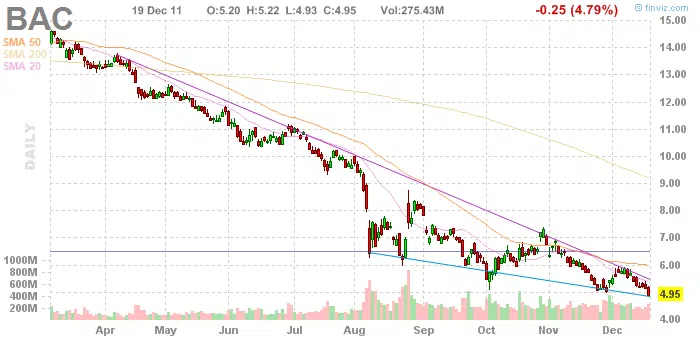 BAC 19 Dec 11 O:5.20 H:5.22 L:4.93 C:4.95 Vol:275.43M -0.25 (4.79%)
© finviz.com
SMA 50
SMA 200
SMA 20
DAILY
15.00
14.00
13.00
12.00
11.00
10.00
9.00
8.00
7.00
6.00
4.95
4.00
1000M
800M
600M
400M
200M
Apr May Jun Jul Aug Sep Oct Nov Dec